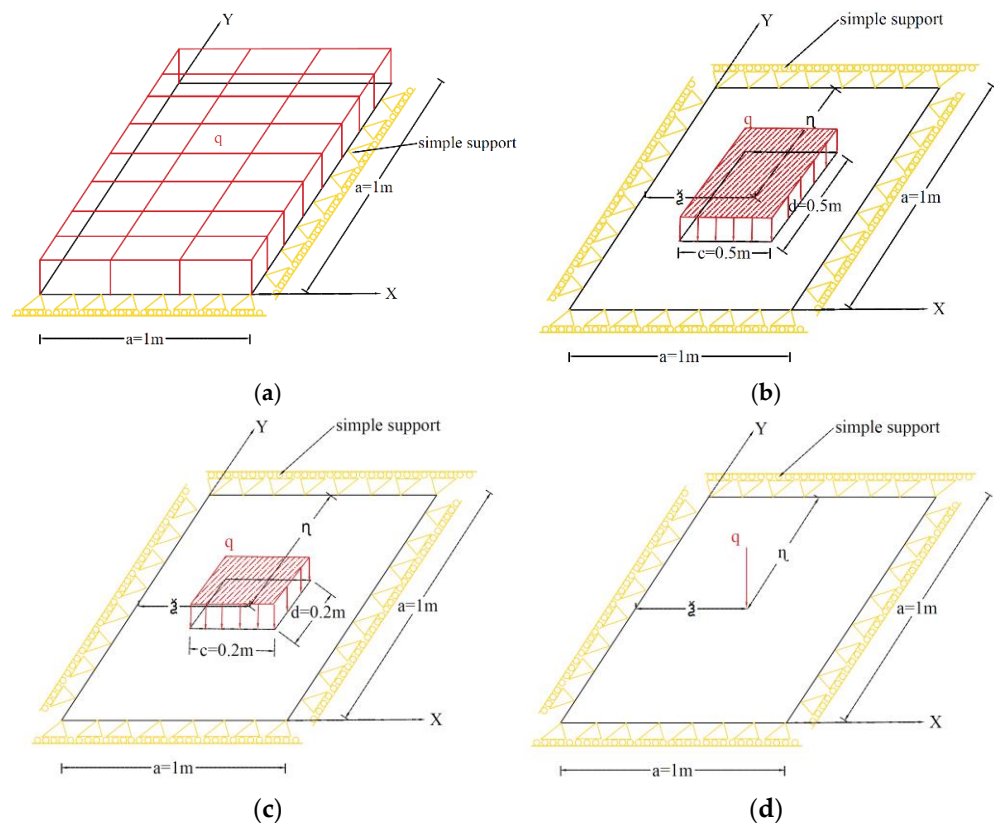 Y
q
simple support
a=1m
X
a=1m
(a)
simple support
Y
q
η
ξ
d=0.5m
a=1m
c=0.5m
X
a=1m
(b)
Y
simple support
q
η
ξ
d=0.2m
a=1m
c=0.2m
X
a=1m
(c)
Y
simple support
q
η
ξ
a=1m
X
a=1m
(d)